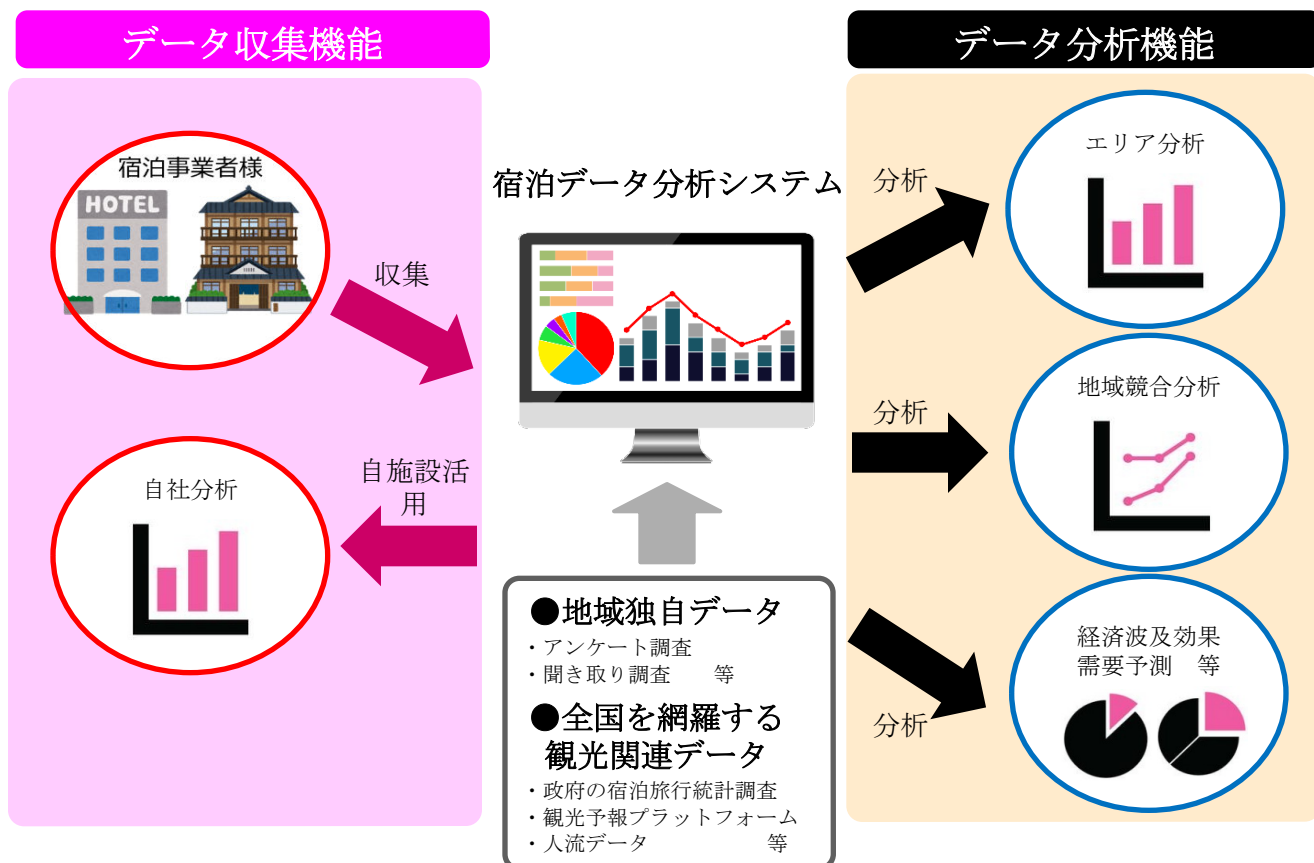 データ収集機能
宿泊事業者様
HOTEL
収集
自施設活
用
自社分析
宿泊データ分析システム
●地域独自データ
・アンケート調査
・聞き取り調査　等
●全国を網羅する
観光関連データ
・政府の宿泊旅行統計調査
・観光予報プラットフォーム
・人流データ　等
データ分析機能
分析
エリア分析
分析
地域競合分析
分析
経済波及効果
需要予測　等